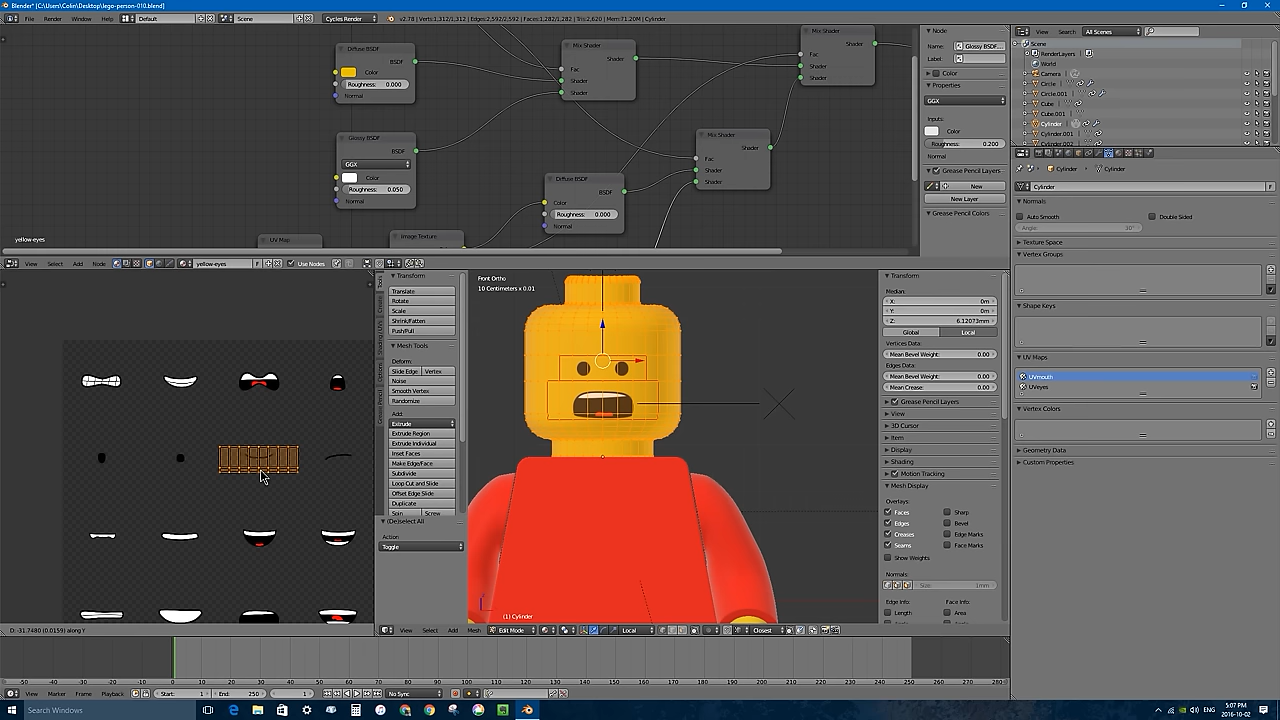 Blender* [C:\Users\Colin\Desktop\lego-person-010.blend]
File Render Window Help Default Scene Cycles Render v2.78 | Verts:1,312/1,312 | Edges:2,592/2,592 | Faces:1,282/1,282 | Tris:2,620 | Mem:71.20M | Cylinder
Diffuse BSDF
BSDF
Color
Roughness: 0.000
Normal
Glossy BSDF
BSDF
GGX
Color
Roughness: 0.050
Normal
Mix Shader
Shader
Fac
Shader
Shader
Diffuse BSDF
BSDF
Color
Roughness: 0.000
Normal
Mix Shader
Shader
Fac
Shader
Shader
Mix Shader
Shader
Fac
Shader
Shader
UV Map
Image Texture
yellow-eyes
View Select Add Node yellow-eyes F Use Nodes
Node
Name: Glossy BSDF...
Label:
Color
Properties
GGX
Inputs:
Color
Roughness: 0.200
Normal
Grease Pencil Layers
New
New Layer
Grease Pencil Colors
View Search All Scenes
Scene
RenderLayers
World
Camera
Circle
Circle.001
Cube
Cube.001
Cylinder
Cylinder.001
Cylinder.002
Cylinder Cylinder
Cylinder F
Normals
Auto Smooth Double Sided
Angle: 30°
Texture Space
Vertex Groups
Shape Keys
UV Maps
UVmouth
UVeyes
Vertex Colors
Geometry Data
Custom Properties
Transform
Translate
Rotate
Scale
Shrink/Fatten
Push/Pull
Mesh Tools
Deform:
Slide Edge Vertex
Noise
Smooth Vertex
Randomize
Add:
Extrude
Extrude Region
Extrude Individual
Inset Faces
Make Edge/Face
Subdivide
Loop Cut and Slide
Offset Edge Slide
Duplicate
Spin Screw
(De)select All
Action
Toggle
Front Ortho
10 Centimeters x 0.01
(1) Cylinder
Transform
Median:
X: 0m
Y: 0m
Z: 6.12073mm
Global Local
Vertices Data:
Mean Bevel Weight: 0.00
Edges Data:
Mean Bevel Weight: 0.00
Mean Crease: 0.00
Grease Pencil Layers
View
3D Cursor
Item
Display
Shading
Motion Tracking
Mesh Display
Overlays:
Faces Sharp
Edges Bevel
Creases Edge Marks
Seams Face Marks
Show Weights
Normals:
Size: 1mm
Edge Info: Face Info:
Length Area
D: -31.7480 (0.0159) along Y
View Select Add Mesh Edit Mode Local Closest
-50 -40 -30 -20 -10 0 10 20 30 40 50 60 70 80 90 100 110 120 130 140 150 160 170 180 190 200 210 220 230 240 250 260 270 280
View Marker Frame Playback Start: 1 End: 250 1 No Sync
Search Windows
ENG
5:07 PM
2016-10-02